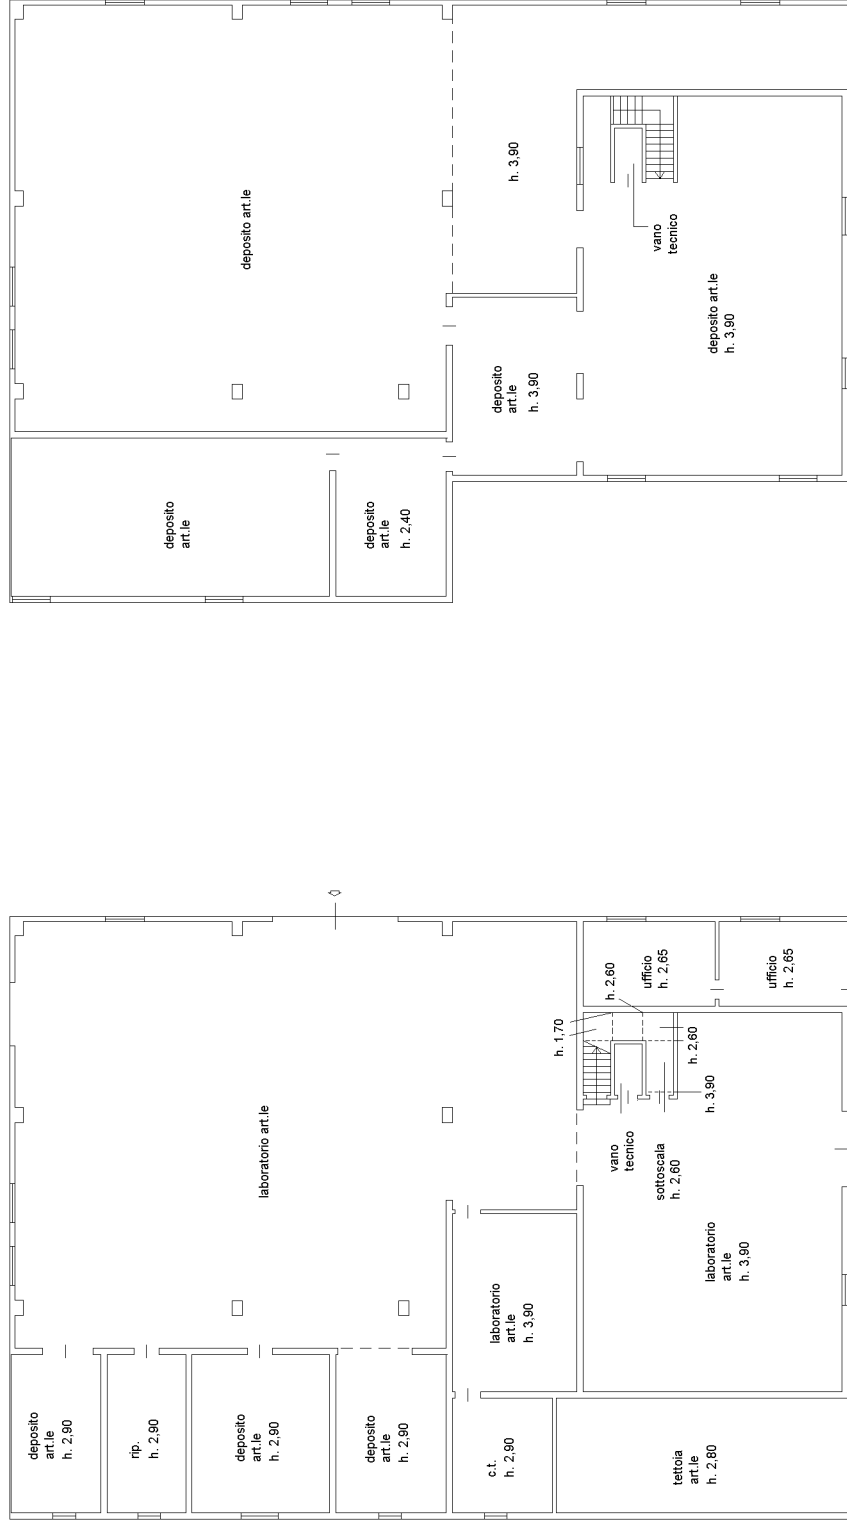 deposito art.le
h. 3,90
vano
tecnico
deposito art.le
h. 3,90
deposito
art.le
h. 3,90
deposito
art.le
deposito
art.le
h. 2,40
laboratorio art.le
h. 1,70
h. 2,60
ufficio
h. 2,65
ufficio
h. 2,65
h. 2,60
h. 3,90
vano
tecnico
sottoscala
h. 2,60
laboratorio
art.le
h. 3,90
laboratorio
art.le
h. 3,90
deposito
art.le
h. 2,90
rip.
h. 2,90
deposito
art.le
h. 2,90
deposito
art.le
h. 2,90
c.t.
h. 2,90
tettoia
art.le
h. 2,80